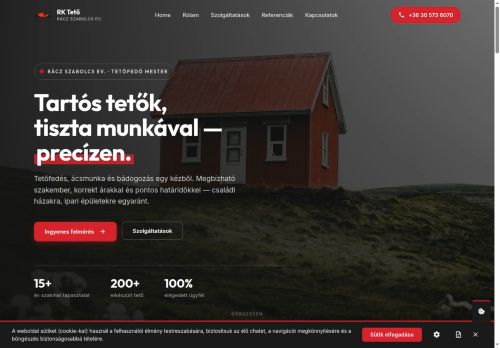 RK Tető
RÁCZ SZABOLCS EV.
Home
Rólam
Szolgáltatások
Referenciák
Kapcsolatok
+36 30 573 6070
RÁCZ SZABOLCS EV. · TETŐFEDŐ MESTER
Tartós tetők,
tiszta munkával —
precízen.
Tetőfedés, ácsmunka és bádogozás egy kézből. Megbízható
szakember, korrekt árakkal és pontos határidőkkel — családi
házakra, ipari épületekre egyaránt.
Ingyenes felmérés
Szolgáltatások
15+
200+
100%
év szakmai tapasztalat
elkészült tető
elégedett ügyfél
GÖRGESSEN
A weboldal sütiket (cookie-kat) használ a felhasználói élmény testreszabására, biztosítsuk az élő chatet, a navigáció megkönnyítésére és a
böngészés biztonságosabbá tételére.
Sütik elfogadása